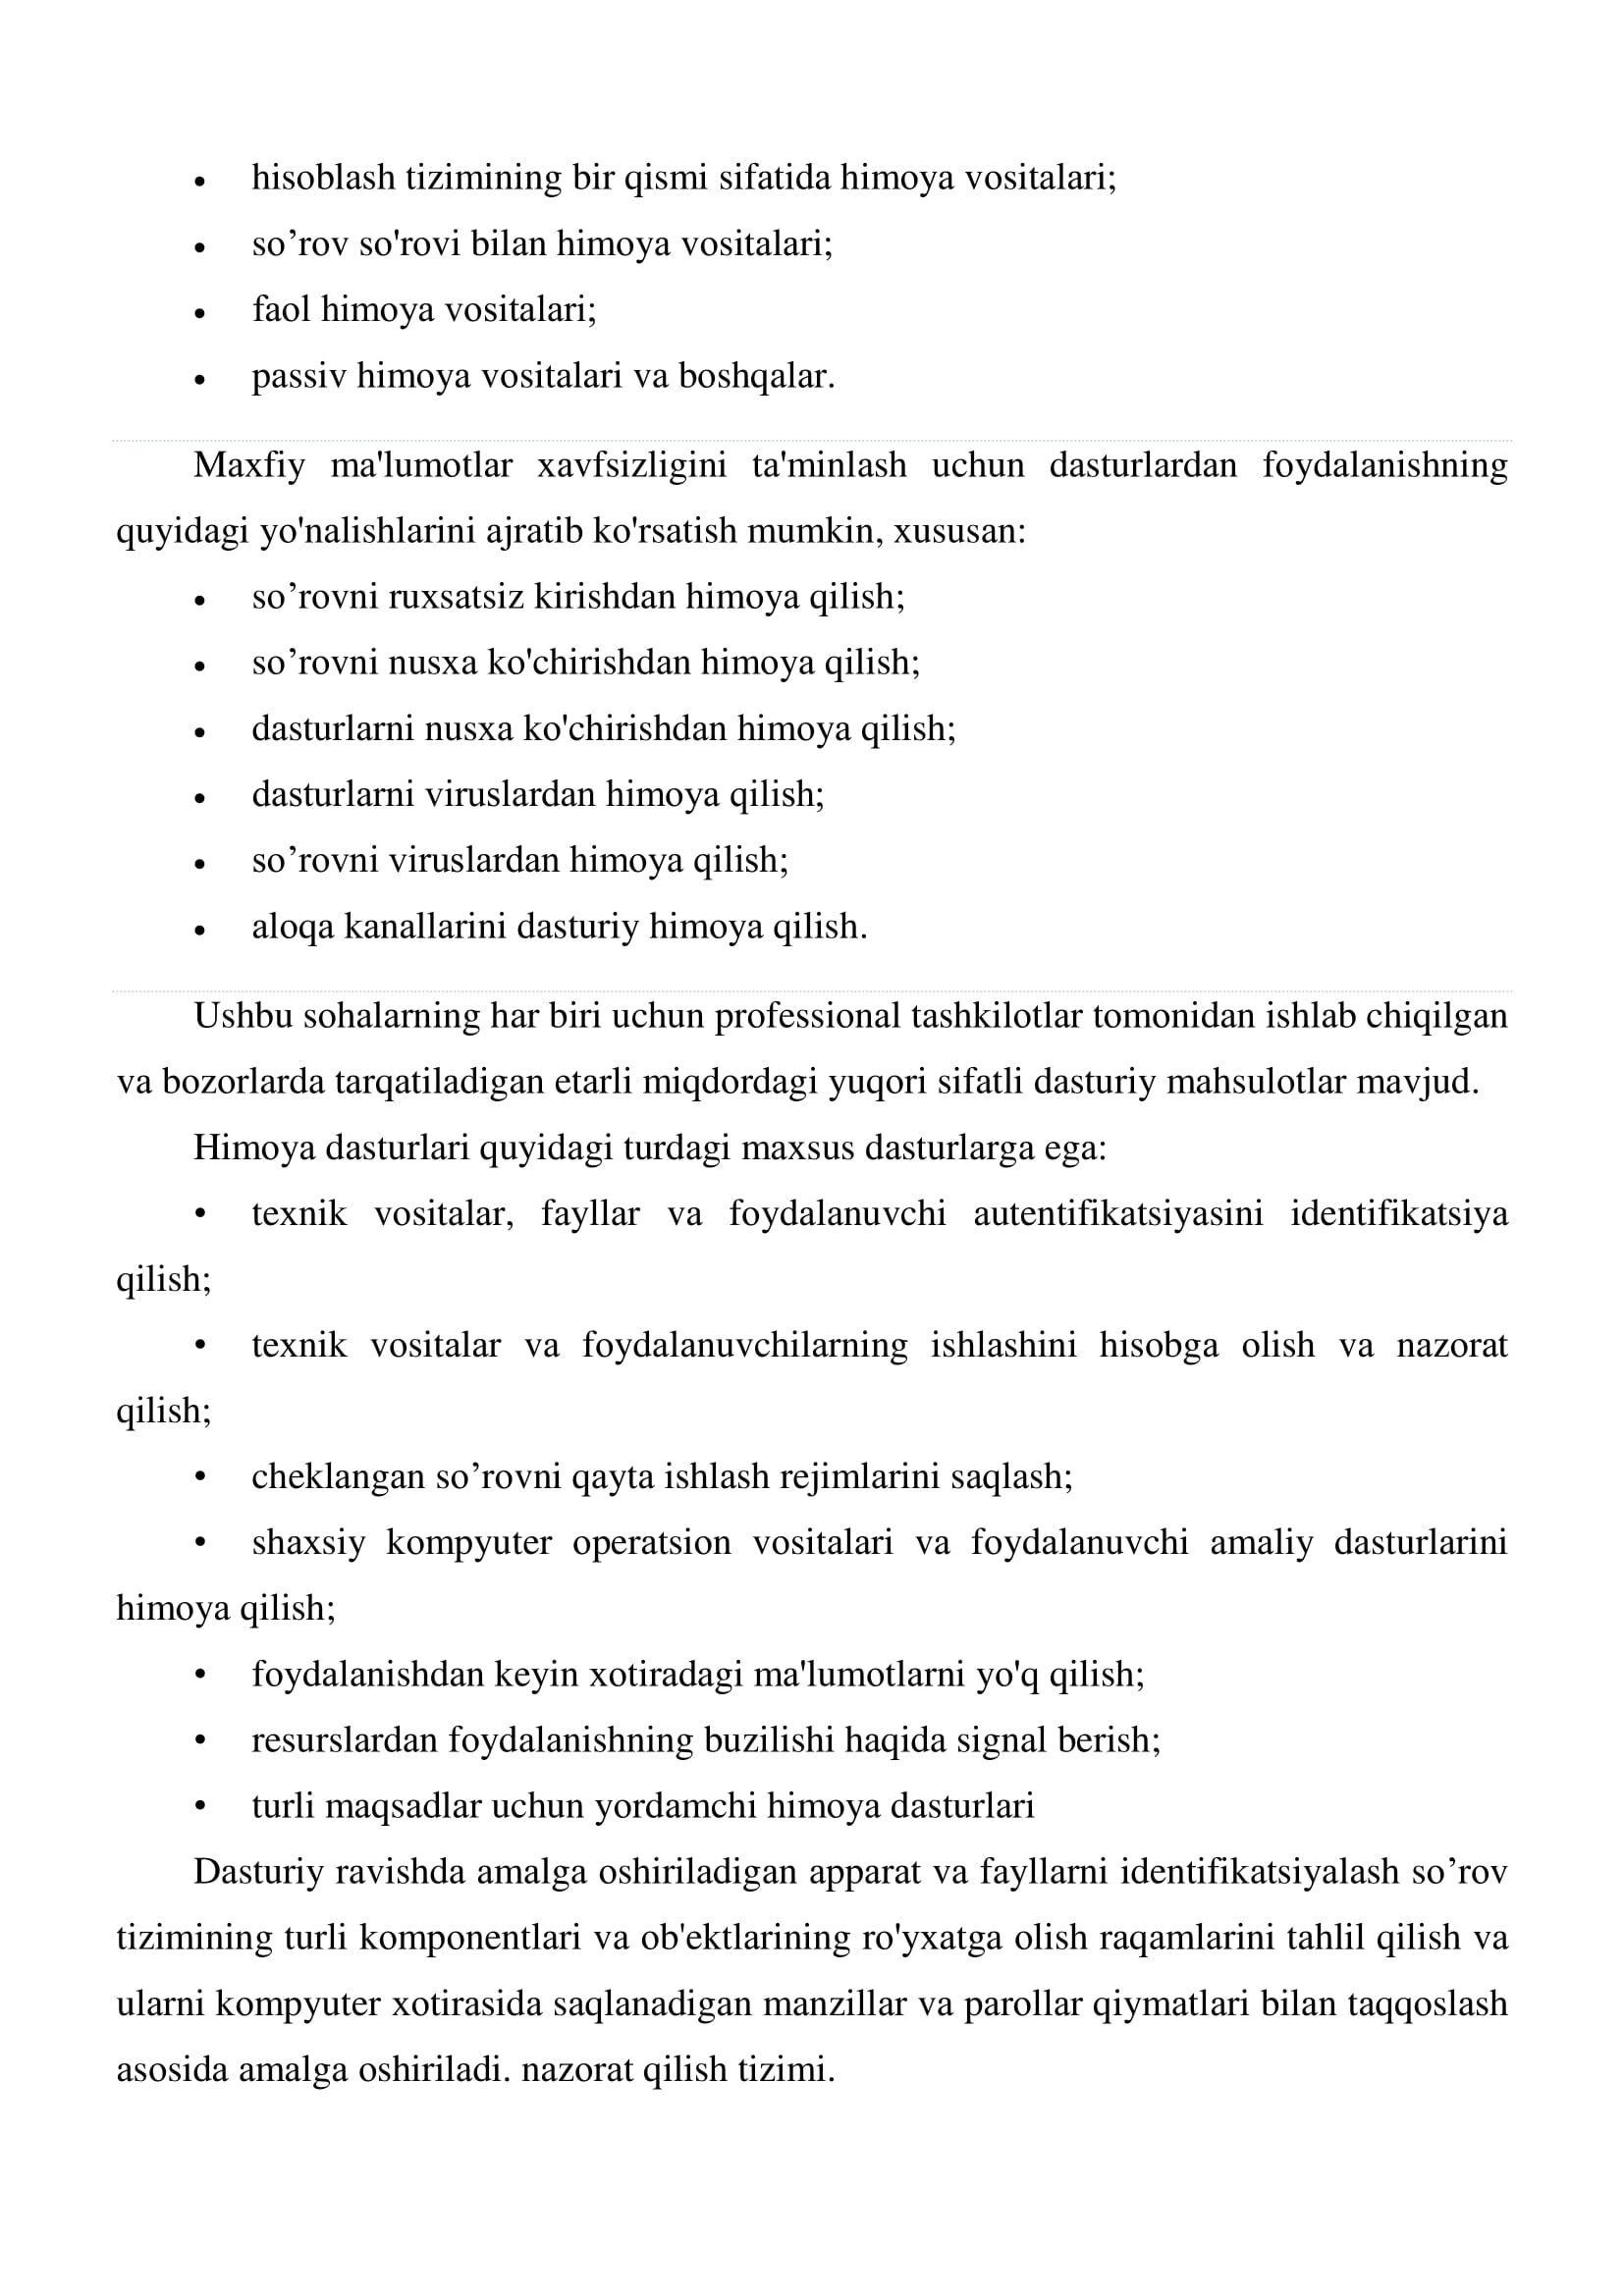 • hisoblash tizimining bir qismi sifatida himoya vositalari;
• so’rov so'rovi bilan himoya vositalari;
• faol himoya vositalari;
• passiv himoya vositalari va boshqalar.
Maxfiy ma'lumotlar xavfsizligini ta'minlash uchun dasturlardan foydalanishning
quyidagi yo'nalishlarini ajratib ko'rsatish mumkin, xususan:
• so’rovni ruxsatsiz kirishdan himoya qilish;
• so’rovni nusxa ko'chirishdan himoya qilish;
• dasturlarni nusxa ko'chirishdan himoya qilish;
• dasturlarni viruslardan himoya qilish;
• so’rovni viruslardan himoya qilish;
• aloqa kanallarini dasturiy himoya qilish.
Ushbu sohalarning har biri uchun professional tashkilotlar tomonidan ishlab chiqilgan
va bozorlarda tarqatiladigan etarli miqdordagi yuqori sifatli dasturiy mahsulotlar mavjud.
Himoya dasturlari quyidagi turdagi maxsus dasturlarga ega:
• texnik vositalar, fayllar va foydalanuvchi autentifikatsiyasini identifikatsiya
qilish;
• texnik vositalar va foydalanuvchilarning ishlashini hisobga olish va nazorat
qilish;
• cheklangan so’rovni qayta ishlash rejimlarini saqlash;
• shaxsiy kompyuter operatsion vositalari va foydalanuvchi amaliy dasturlarini
himoya qilish;
• foydalanishdan keyin xotiradagi ma'lumotlarni yo'q qilish;
• resurslardan foydalanishning buzilishi haqida signal berish;
• turli maqsadlar uchun yordamchi himoya dasturlari
Dasturiy ravishda amalga oshiriladigan apparat va fayllarni identifikatsiyalash so’rov
tizimining turli komponentlari va ob'ektlarining ro'yxatga olish raqamlarini tahlil qilish va
ularni kompyuter xotirasida saqlanadigan manzillar va parollar qiymatlari bilan taqqoslash
asosida amalga oshiriladi. nazorat qilish tizimi.